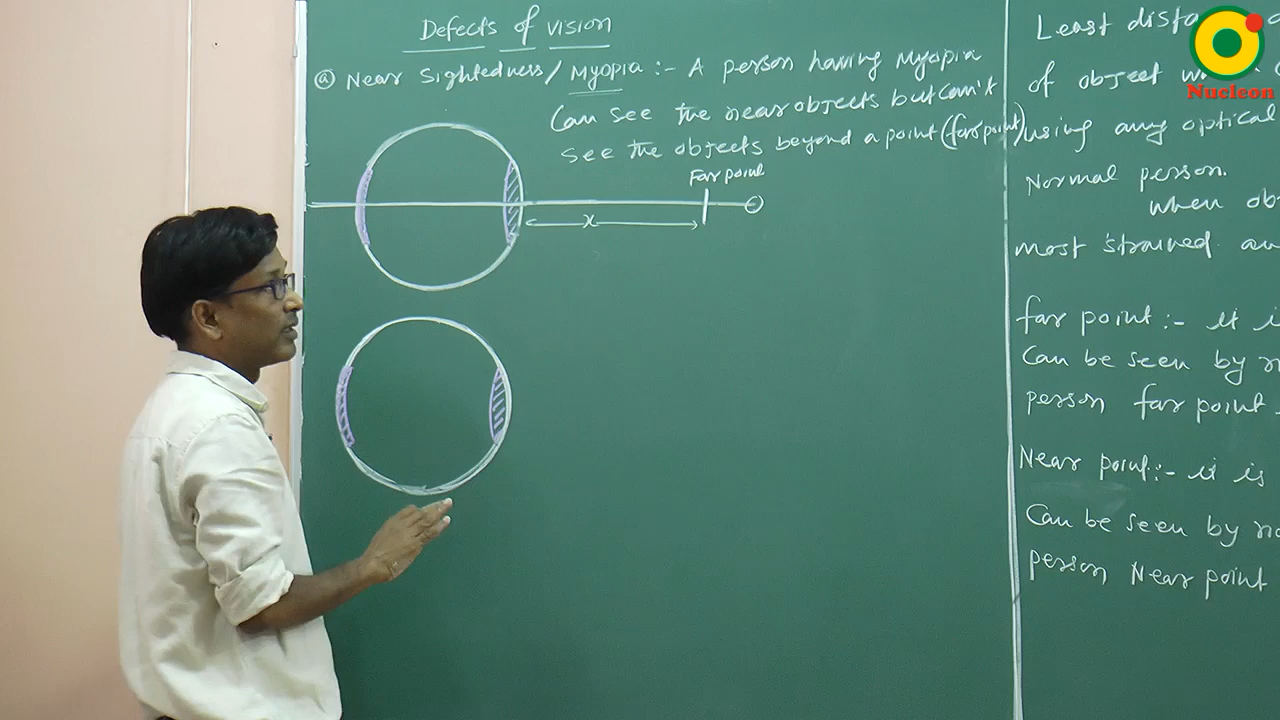 Defects of vision
(a) Near Sightedness/Myopia :- A person having Myopia
Can see the near objects but Can't
see the objects beyond a point (far point)
Far point
x
Least dista
of object
using any optical
Normal person.
when ob
most strained an
far point :- it i
Can be seen by n
person far point -
Near point :- it is
Can be seen by no
person Near point
Nucleon